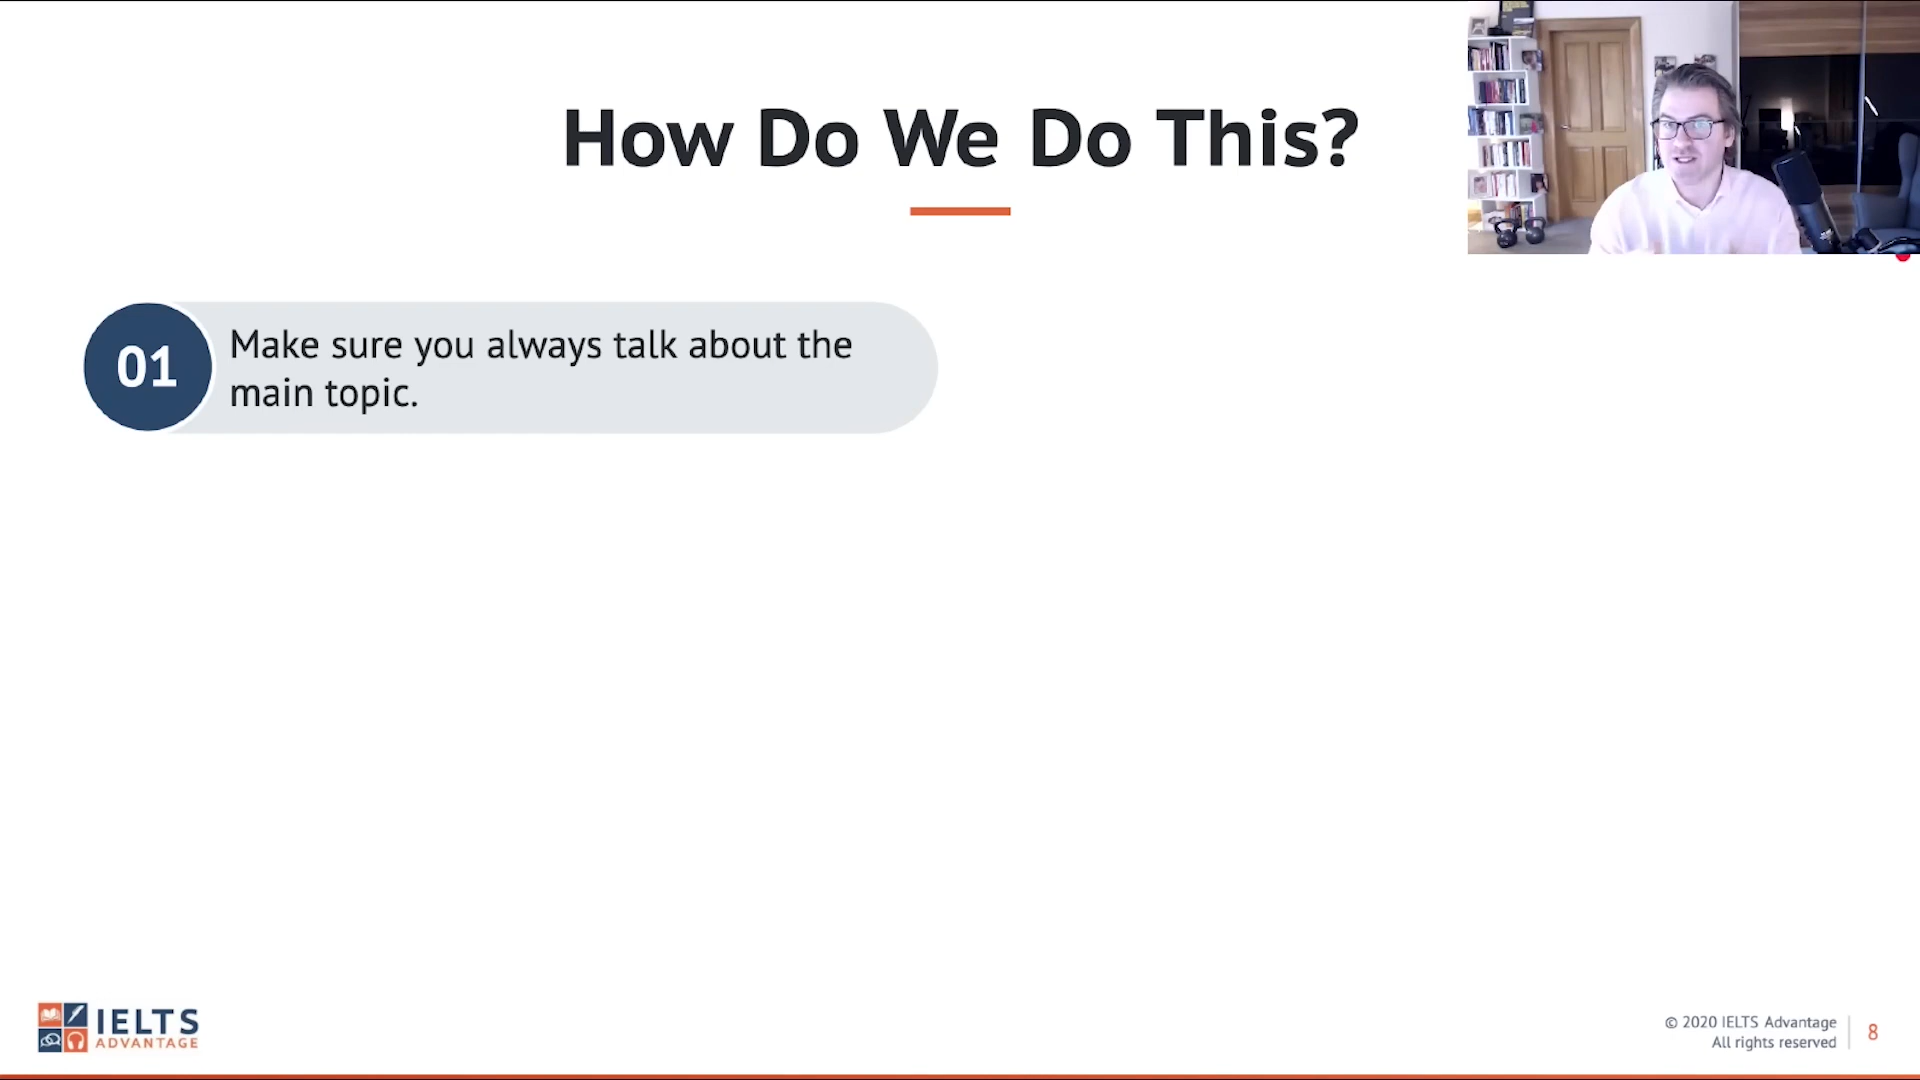 How Do We Do This?
01
Make sure you always talk about the
main topic.
IELTS
ADVANTAGE
© 2020 IELTS Advantage
All rights reserved
8